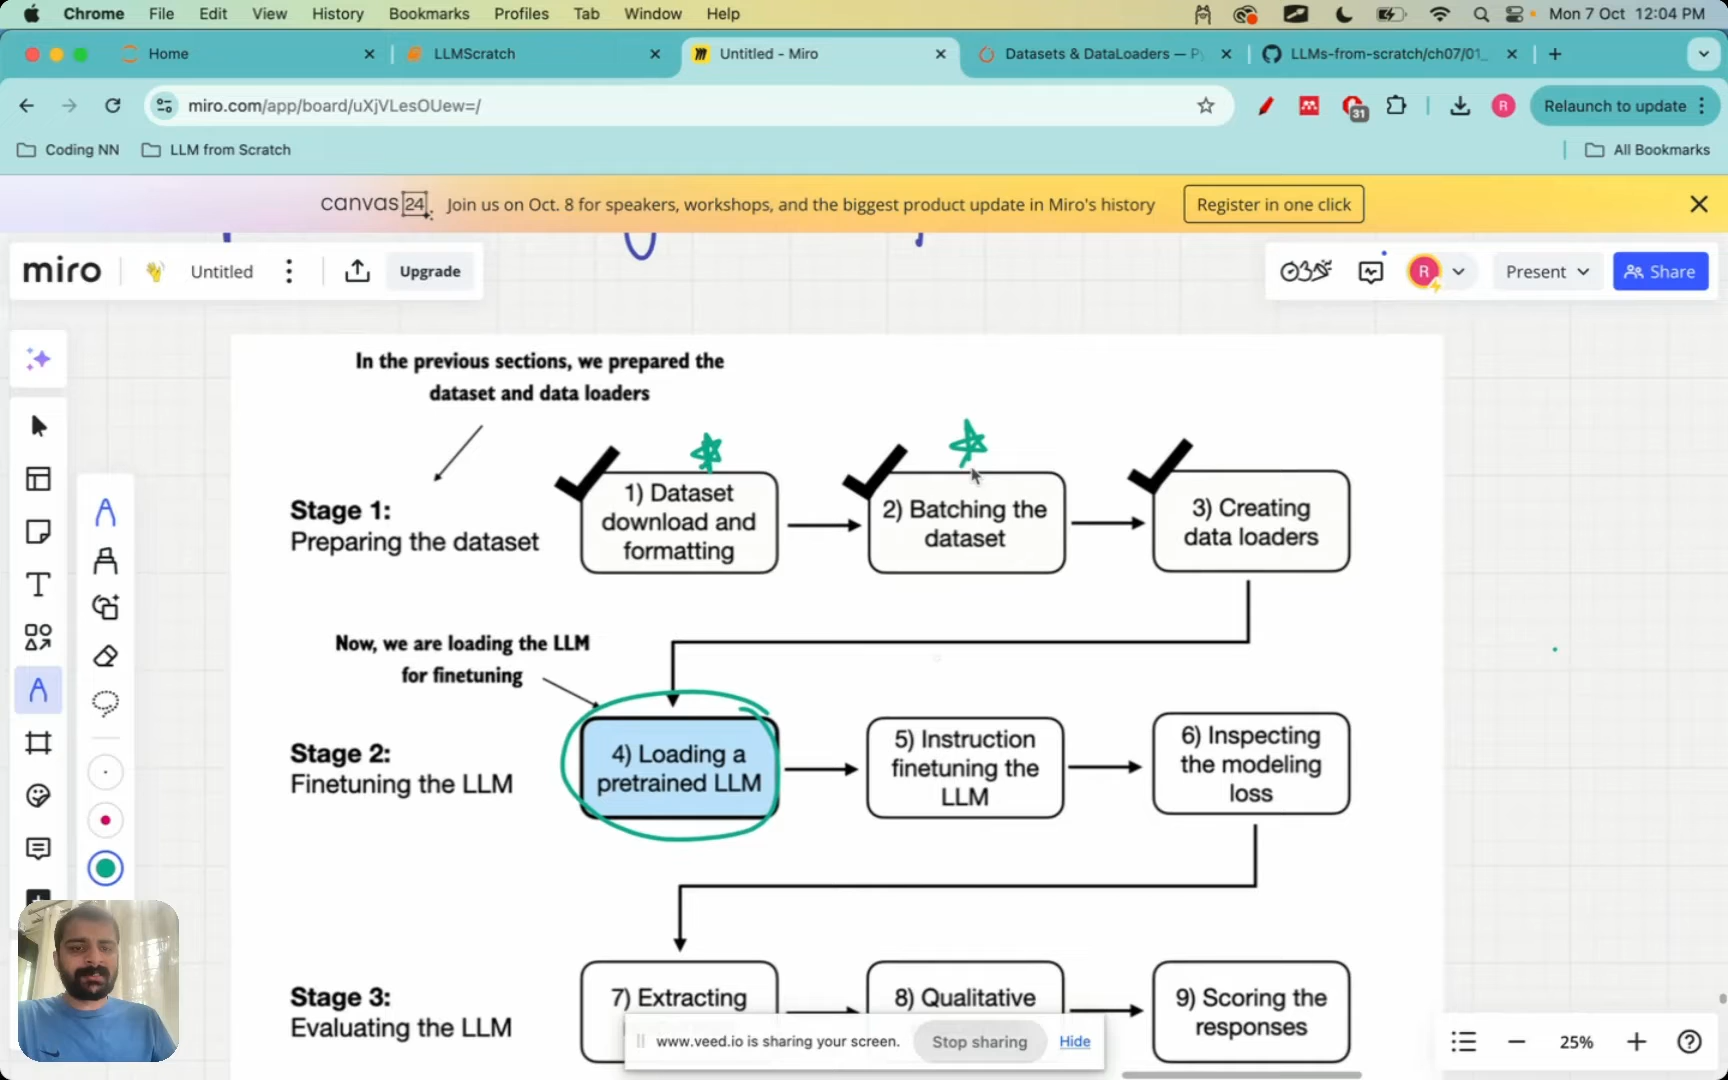 Chrome File Edit View History Bookmarks Profiles Tab Window Help Mon 7 Oct 12:04 PM
Home LLMScratch Untitled - Miro Datasets & DataLoaders — Py LLMs-from-scratch/ch07/01_
miro.com/app/board/uXjVLesOUew=/ 31 R Relaunch to update
Coding NN LLM from Scratch All Bookmarks
canvas 24 Join us on Oct. 8 for speakers, workshops, and the biggest product update in Miro's history Register in one click
miro Untitled Upgrade R Present Share
In the previous sections, we prepared the
dataset and data loaders
Stage 1:
Preparing the dataset
1) Dataset
download and
formatting
2) Batching the
dataset
3) Creating
data loaders
Now, we are loading the LLM
for finetuning
Stage 2:
Finetuning the LLM
4) Loading a
pretrained LLM
5) Instruction
finetuning the
LLM
6) Inspecting
the modeling
loss
Stage 3:
Evaluating the LLM
7) Extracting
8) Qualitative
9) Scoring the
responses
www.veed.io is sharing your screen. Stop sharing Hide
25%